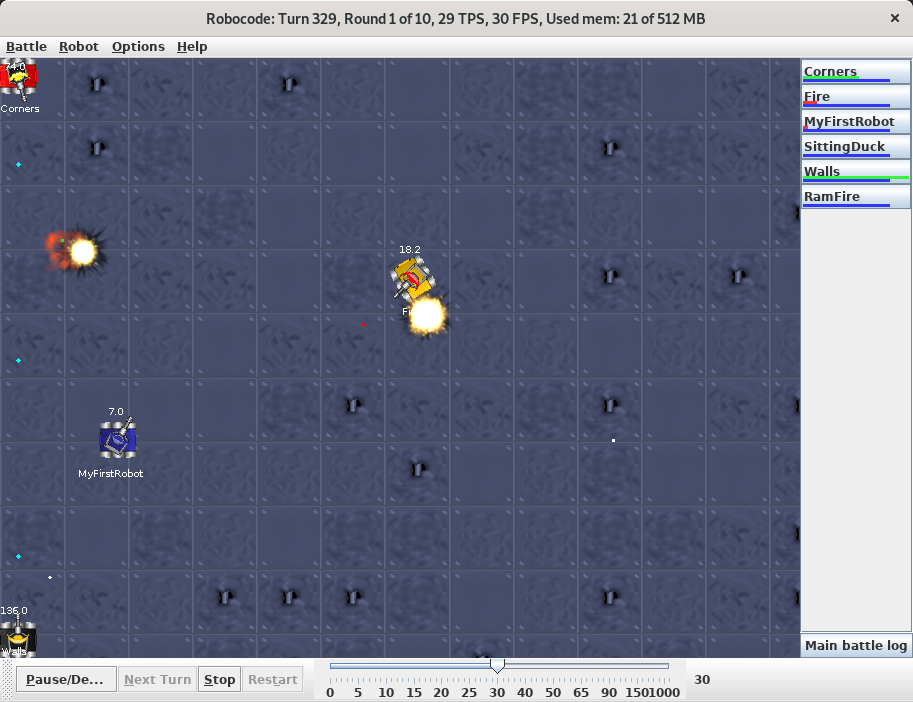 Robocode: Turn 329, Round 1 of 10, 29 TPS, 30 FPS, Used mem: 21 of 512 MB
Battle Robot Options Help
74.0
Corners
18.2
7.0
MyFirstRobot
136.0
Walls
Corners
Fire
MyFirstRobot
SittingDuck
Walls
RamFire
Main battle log
Pause/De... Next Turn Stop Restart
0 5 10 15 20 25 30 40 50 65 90 150 1000
30